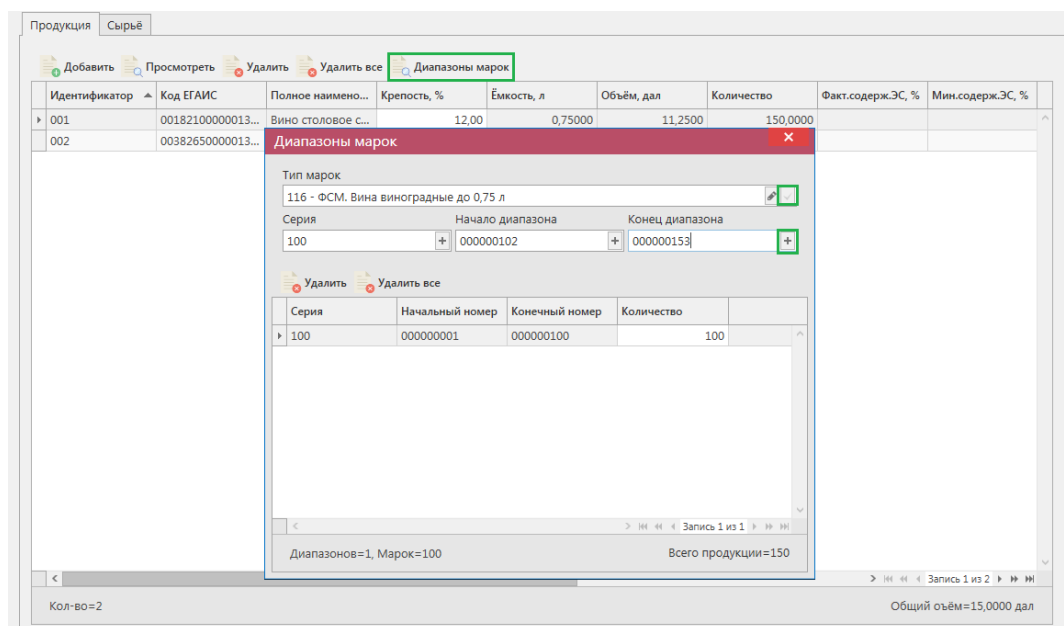 Продукция Сырьё
Добавить Просмотреть Удалить Удалить все Диапазоны марок
Идентификатор Код ЕГАИС Полное наимено... Крепость, % Ёмкость, л Объём, дал Количество Факт.содерж.ЭС, % Мин.содерж.ЭС, %
001 00182100000013... Вино столовое с... 12,00 0,75000 11,2500 150,0000
002 00382650000013...
Диапазоны марок
Тип марок
116 - ФСМ. Вина виноградные до 0,75 л
Серия Начало диапазона Конец диапазона
100 000000102 000000153
Удалить Удалить все
Серия Начальный номер Конечный номер Количество
100 000000001 000000100 100
Запись 1 из 1
Диапазонов=1, Марок=100 Всего продукции=150
Запись 1 из 2
Кол-во=2 Общий оъём=15,0000 дал